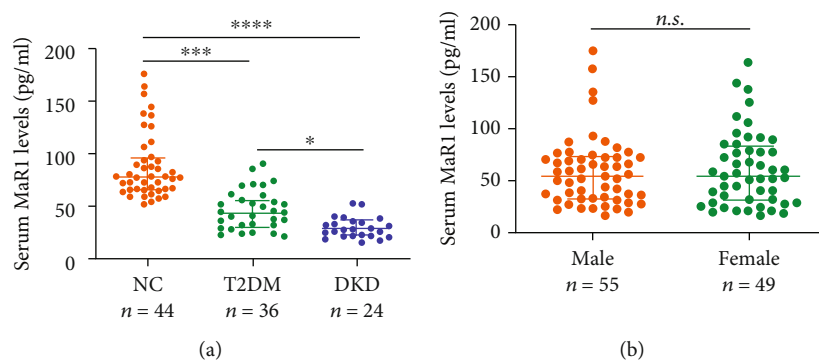 ****
***
*
Serum MaR1 levels (pg/ml)
200
150
100
50
0
NC
T2DM
DKD
n = 44
n = 36
n = 24
(a)
n.s.
Serum MaR1 levels (pg/ml)
200
150
100
50
0
Male
Female
n = 55
n = 49
(b)